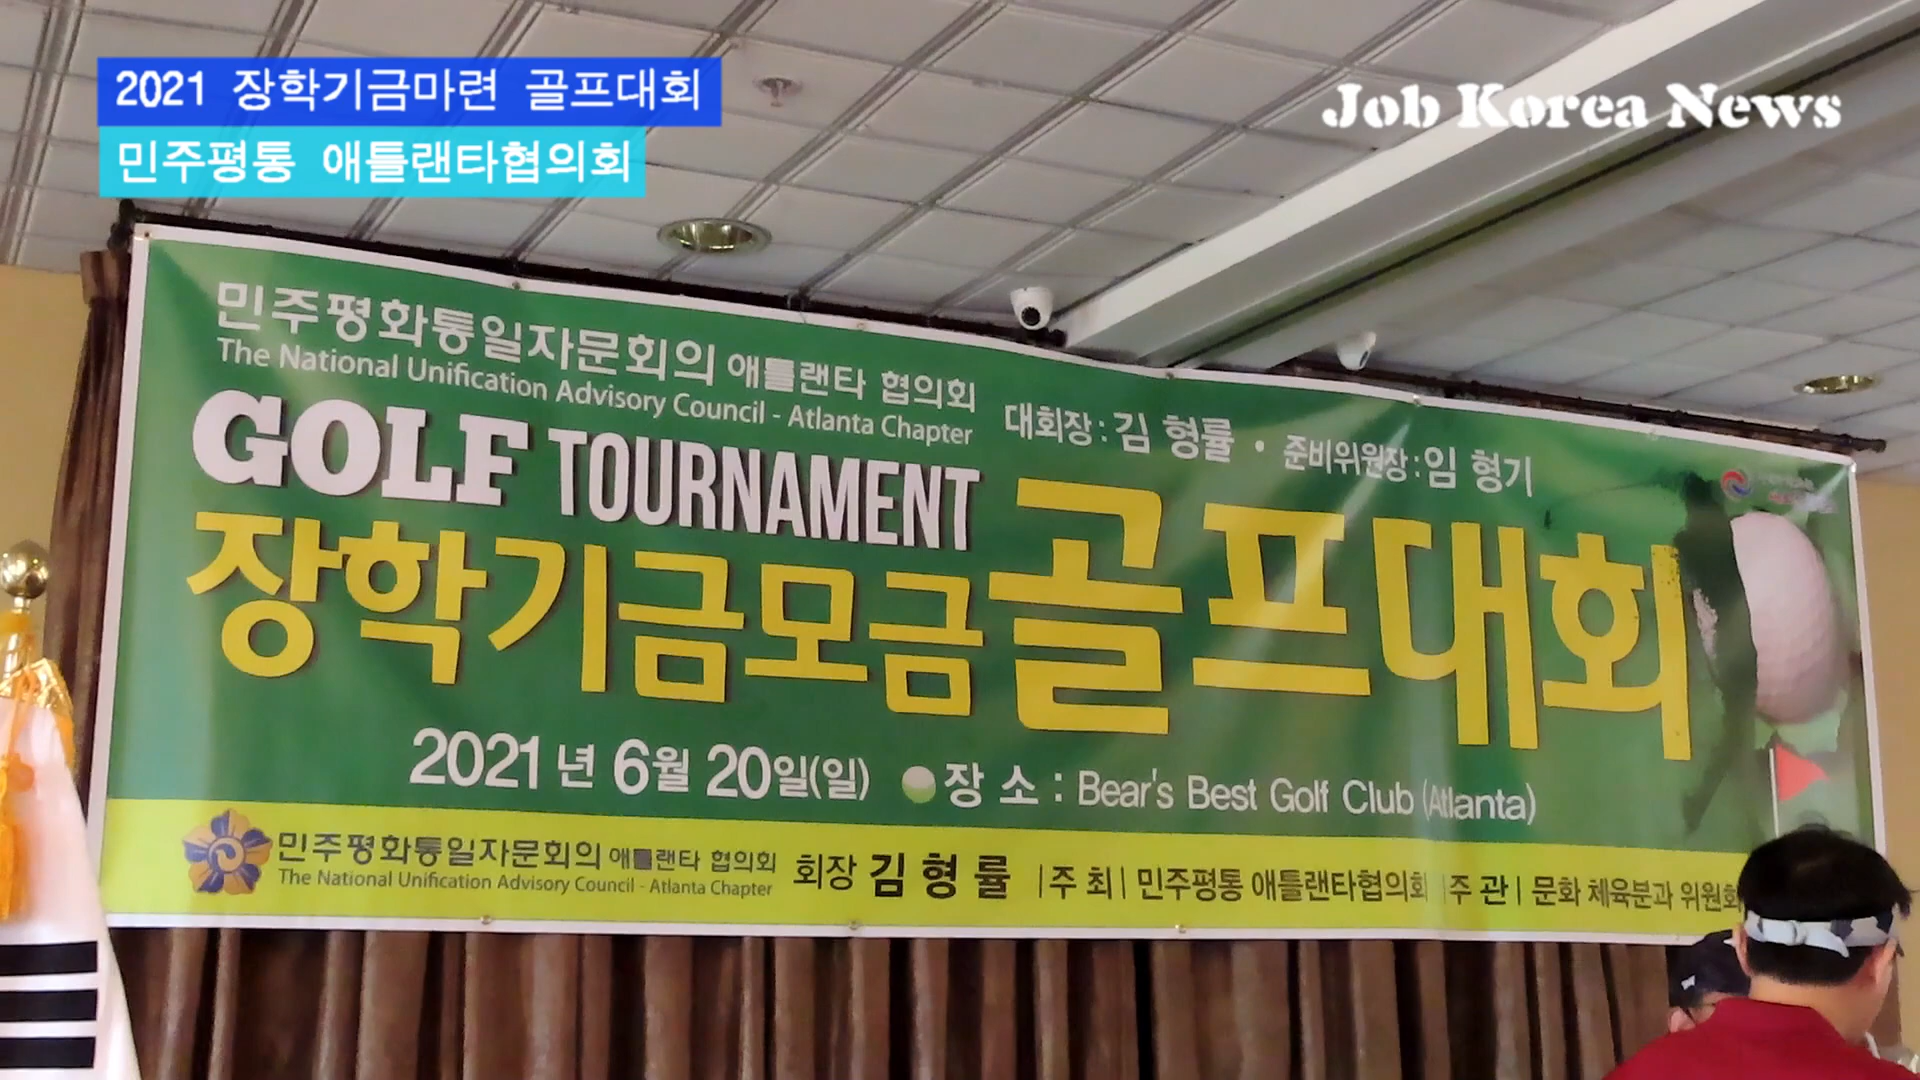 2021 장학기금마련 골프대회
민주평통 애틀랜타협의회
Job Korea News
민주평화통일자문회의 애틀랜타 협의회
The National Unification Advisory Council - Atlanta Chapter
대회장 : 김 형률 • 준비위원장 : 임 형기
GOLF TOURNAMENT
장학기금모금 골프대회
2021년 6월 20일(일) 장 소 : Bear's Best Golf Club (Atlanta)
민주평화통일자문회의 애틀랜타 협의회 회장 김 형 률 |주 최| 민주평통 애틀랜타협의회 |주 관| 문화 체육분과 위원회
The National Unification Advisory Council - Atlanta Chapter